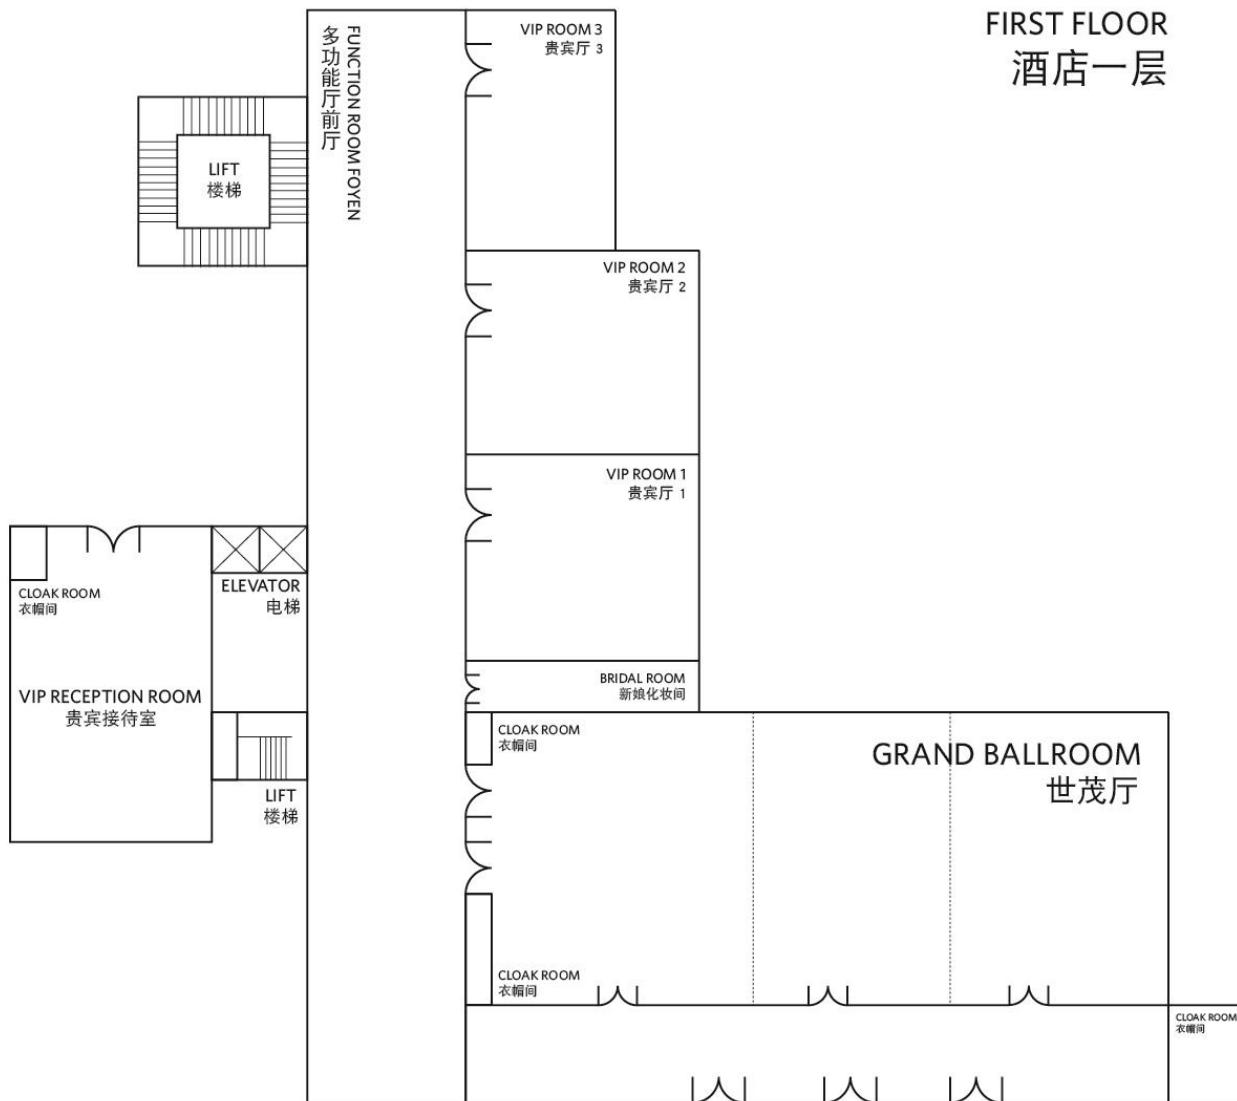 FIRST FLOOR
酒店一层
FUNCTION ROOM FOYEN
多功能厅前厅
VIP ROOM 3
贵宾厅 3
LIFT
楼梯
VIP ROOM 2
贵宾厅 2
VIP ROOM 1
贵宾厅 1
CLOAK ROOM
衣帽间
ELEVATOR
电梯
VIP RECEPTION ROOM
贵宾接待室
BRIDAL ROOM
新娘化妆间
CLOAK ROOM
衣帽间
GRAND BALLROOM
世茂厅
LIFT
楼梯
CLOAK ROOM
衣帽间
CLOAK ROOM
衣帽间